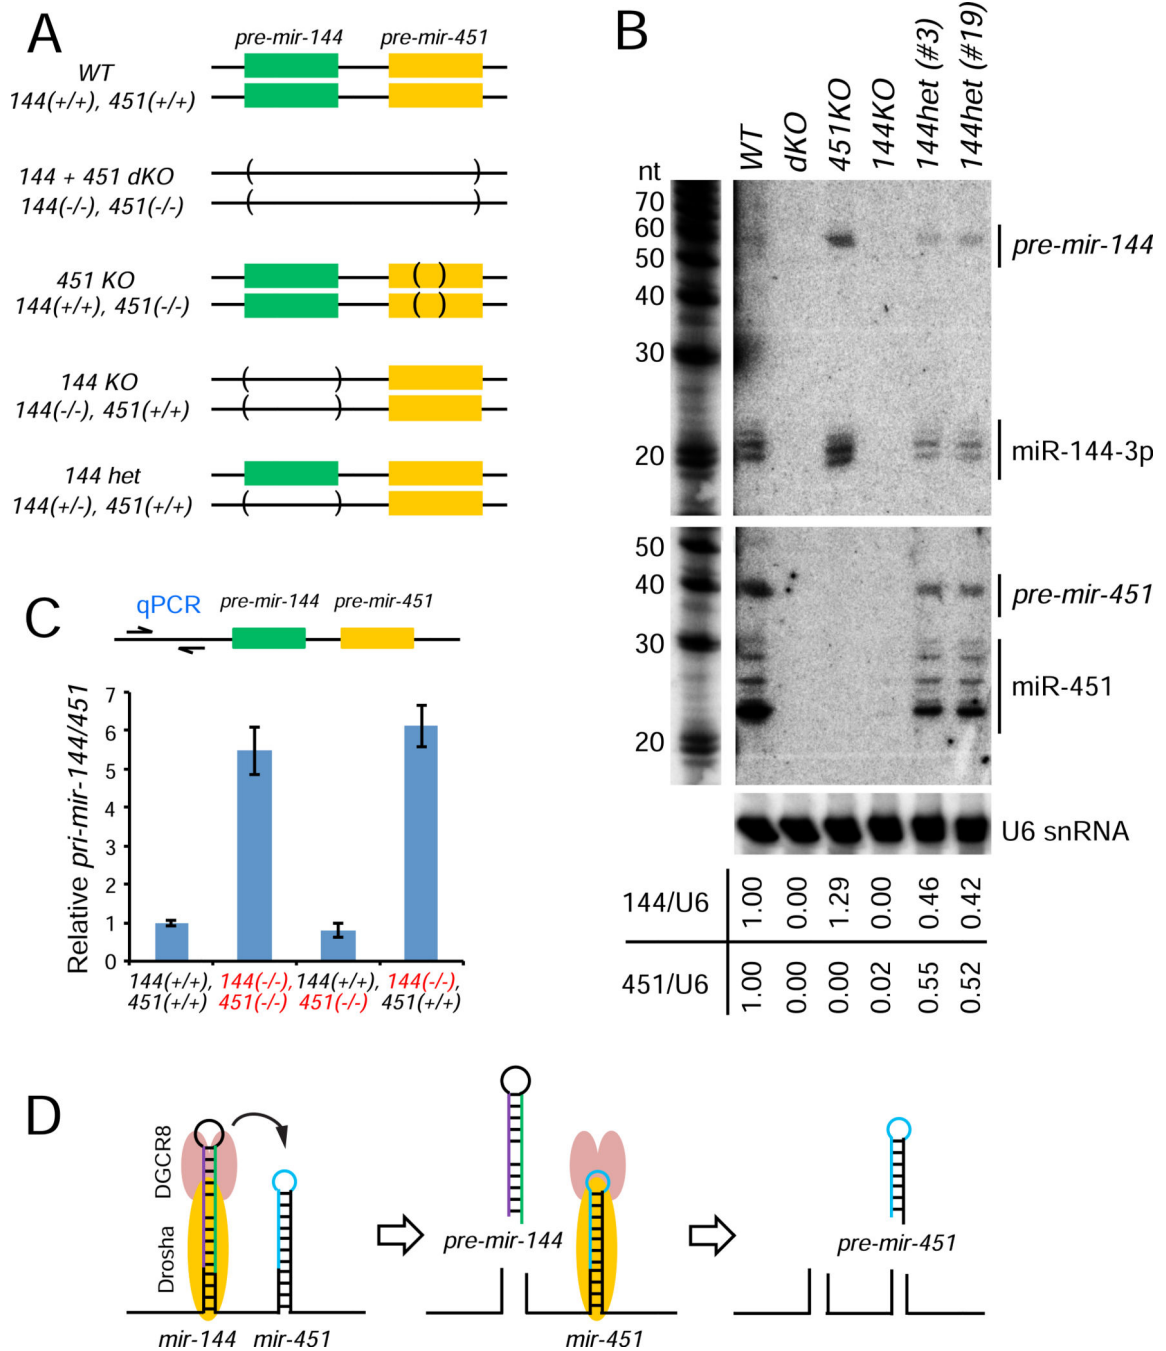 A
pre-mir-144 pre-mir-451
WT
144(+/+), 451(+/+)
144 + 451 dKO
144(-/-), 451(-/-)
451 KO
144(+/+), 451(-/-)
144 KO
144(-/-), 451(+/+)
144 het
144(+/-), 451(+/+)
B
WT
dKO
451KO
144KO
144het (#3)
144het (#19)
nt
70
60
50
40
30
20
pre-mir-144
miR-144-3p
50
40
30
20
pre-mir-451
miR-451
U6 snRNA
144/U6 1.00 0.00 1.29 0.00 0.46 0.42
451/U6 1.00 0.00 0.00 0.02 0.55 0.52
C
qPCR pre-mir-144 pre-mir-451
Relative pri-mir-144/451
7
6
5
4
3
2
1
0
144(+/+), 144(-/-), 144(+/+), 144(-/-),
451(+/+) 451(-/-) 451(-/-) 451(+/+)
D
DGCR8
Drosha
mir-144 mir-451
pre-mir-144
mir-451
pre-mir-451